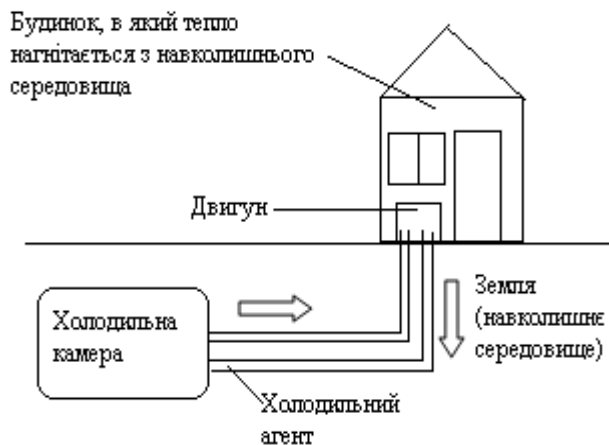 Будинок, в який тепло
нагнітається з навколишнього
середовища
Двигун
Холодильна
камера
Земля
(навколишнє
середовище)
Холодильний
агент